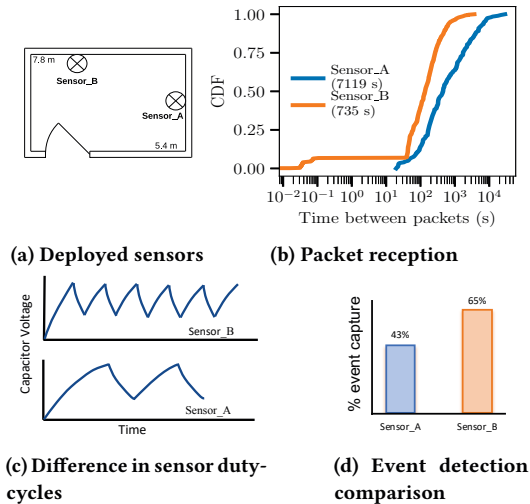 7.8 m
Sensor_B
Sensor_A
5.4 m
(a) Deployed sensors
CDF
1.00
0.75
0.50
0.25
0.00
Sensor_A
(7119 s)
Sensor_B
(735 s)
10⁻² 10⁻¹ 10⁰ 10¹ 10² 10³ 10⁴
Time between packets (s)
(b) Packet reception
Capacitor Voltage
Sensor_B
Sensor_A
Time
(c) Difference in sensor duty-
cycles
% event capture
43%
65%
Sensor_A Sensor_B
(d) Event detection
comparison